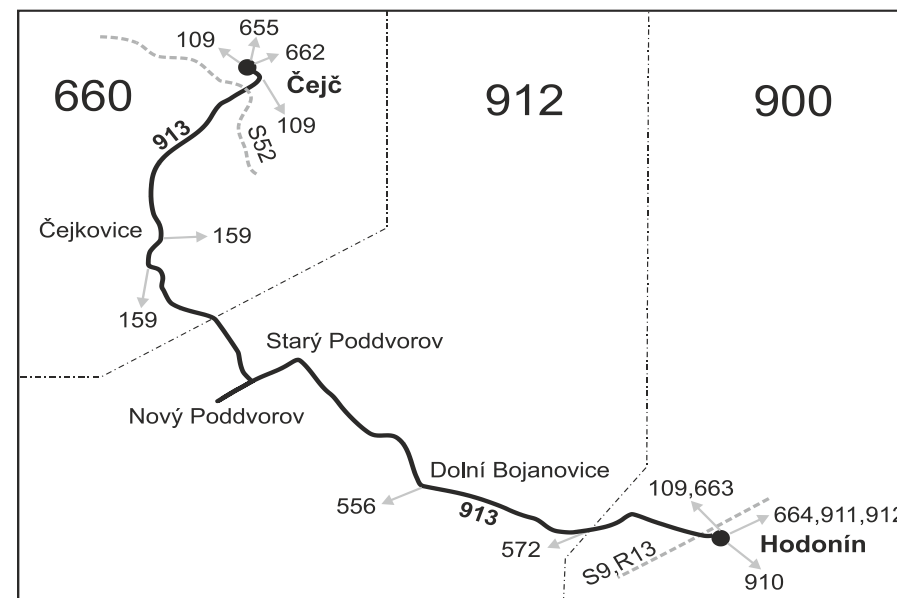 655
109
662
Čejč
660
912
900
109
913
S52
Čejkovice
159
159
Starý Poddvorov
Nový Poddvorov
Dolní Bojanovice
109,663
556
913
664,911,912
572
Hodonín
S9,R13
910